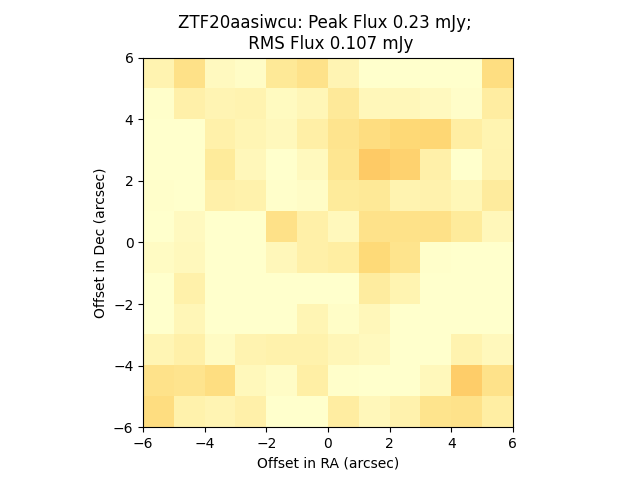 ZTF20aasiwcu: Peak Flux 0.23 mJy;
RMS Flux 0.107 mJy
6
4
2
0
−2
−4
−6
Offset in Dec (arcsec)
−6 −4 −2 0 2 4 6
Offset in RA (arcsec)